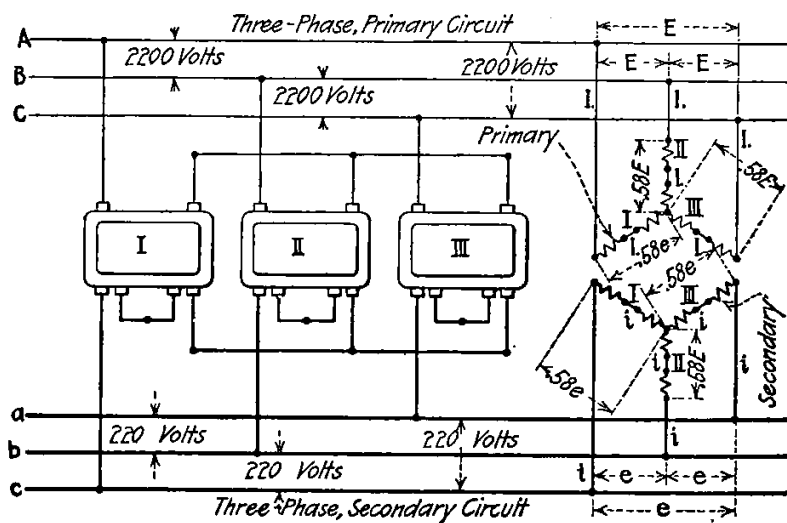 Three-Phase, Primary Circuit
A
2200 Volts
B
2200 Volts
C
2200 Volts
I
II
III
a
220 Volts
b
220 Volts
c
220 Volts
Three-Phase, Secondary Circuit
E
E
E
I.
I.
I.
Primary
II
.58E
I.
.58E
III
I
I.
I.
.58e
.58e
I
III
i
i
Secondary
.58e
i
II
.58E
i
i
i
e
e
e